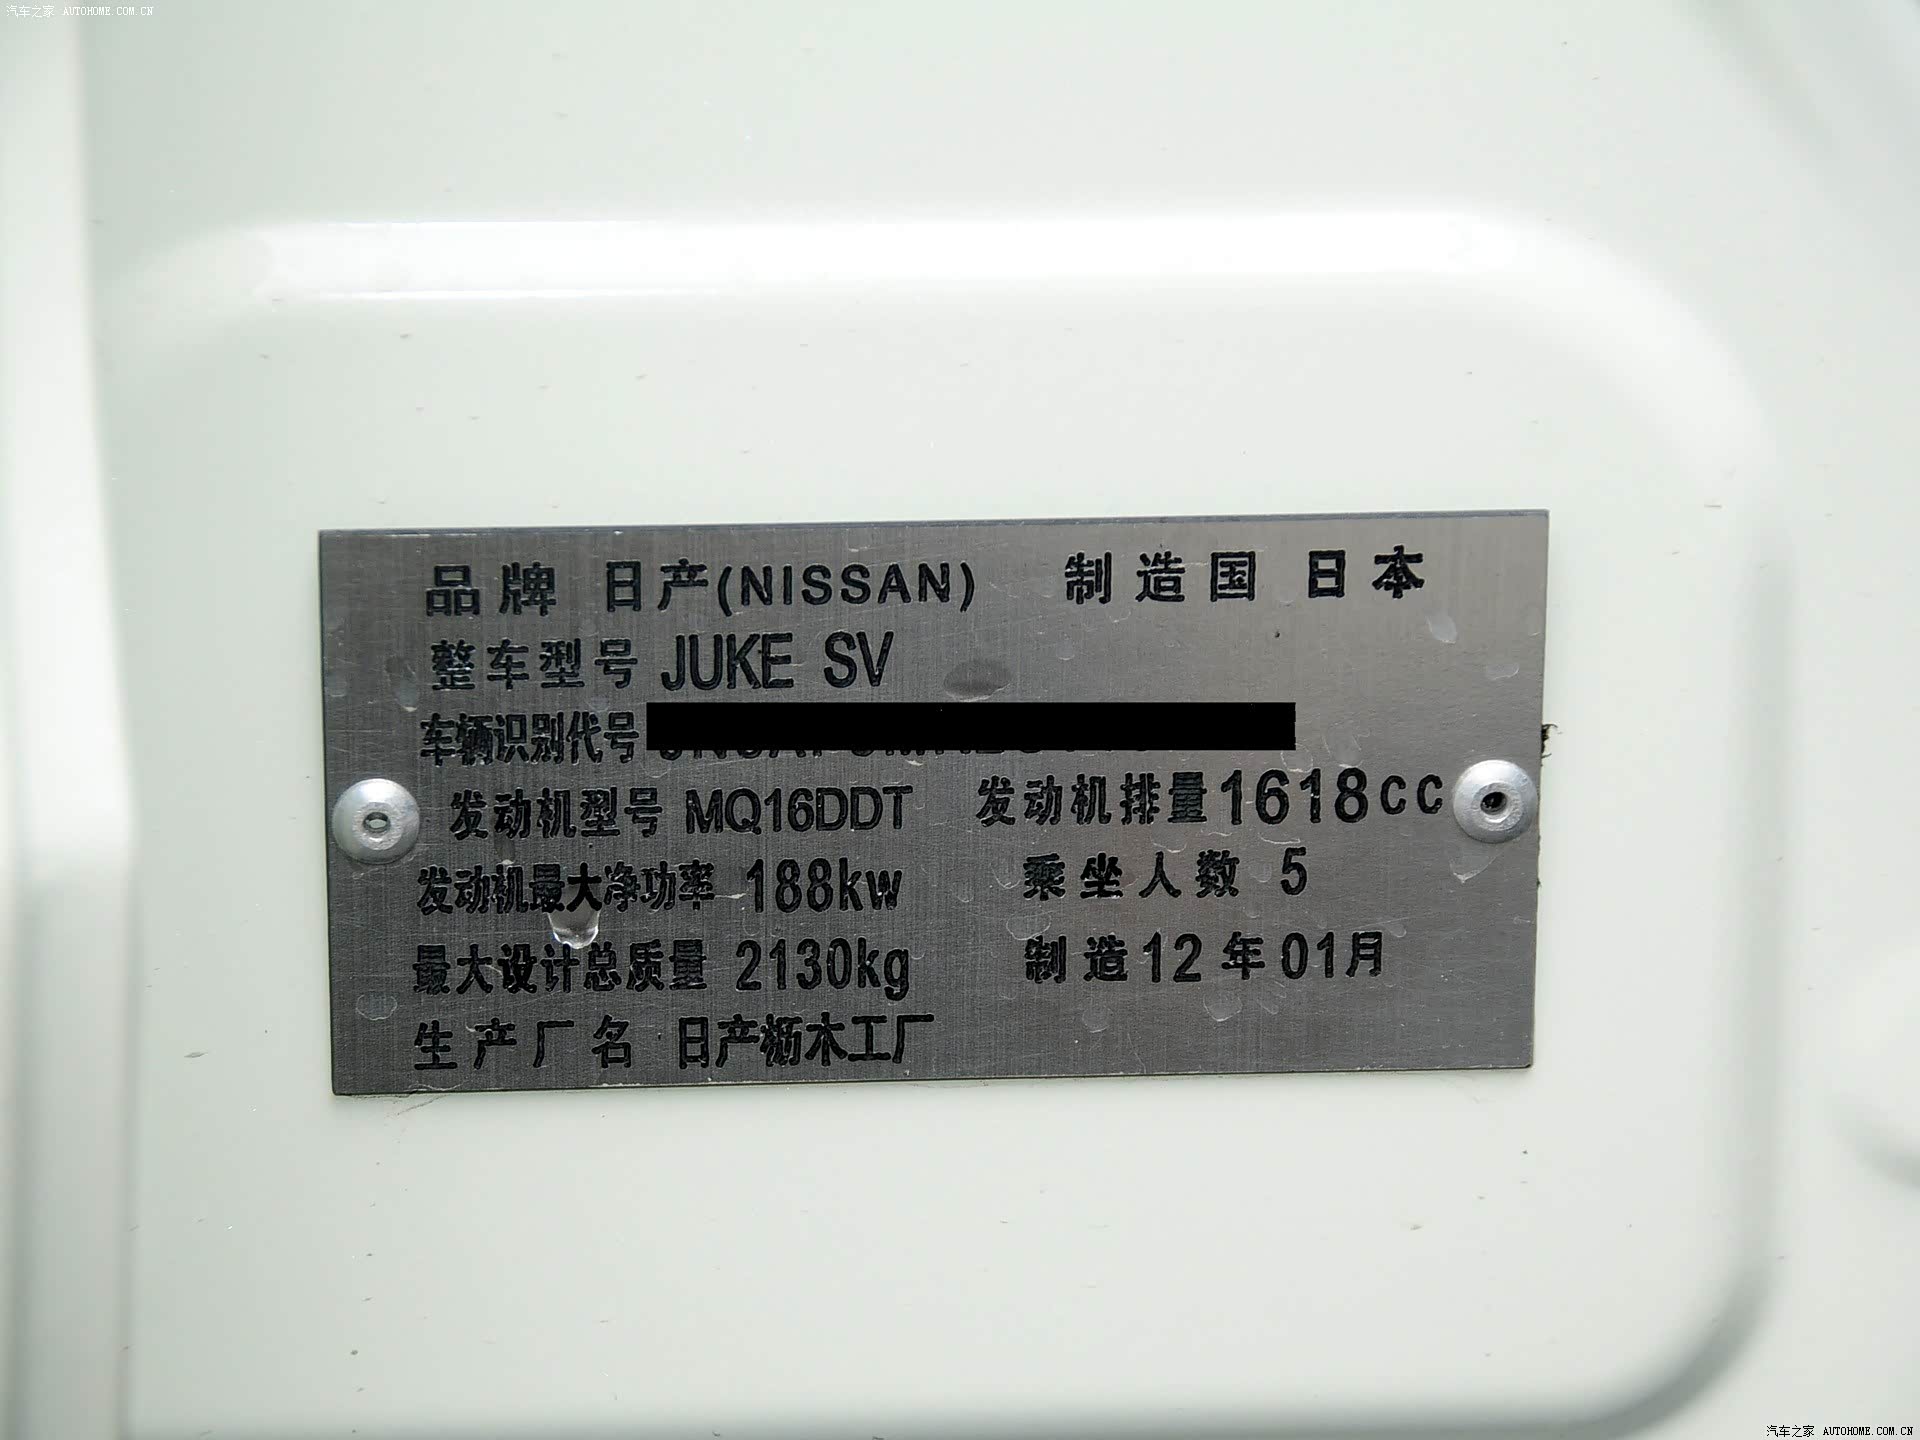 汽车之家 AUTOHOME.COM.CN
品牌 日产(NISSAN) 制造国 日本
整车型号 JUKE SV
车辆识别代号
发动机型号 MQ16DDT 发动机排量1618cc
发动机最大净功率 188kw 乘坐人数 5
最大设计总质量 2130kg 制造12年01月
生产厂名 日产枥木工厂
汽车之家 AUTOHOME.COM.CN